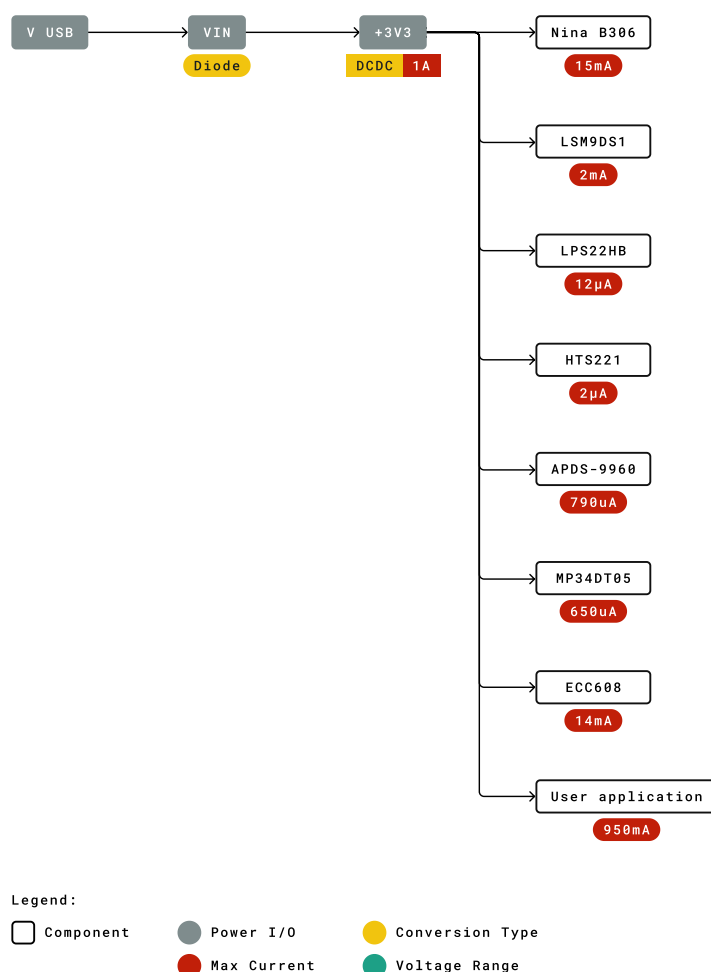 V USB
VIN
+3V3
Nina B306
Diode
DCDC
1A
15mA
LSM9DS1
2mA
LPS22HB
12µA
HTS221
2µA
APDS-9960
790uA
MP34DT05
650uA
ECC608
14mA
User application
950mA
Legend:
Component
Power I/O
Conversion Type
Max Current
Voltage Range